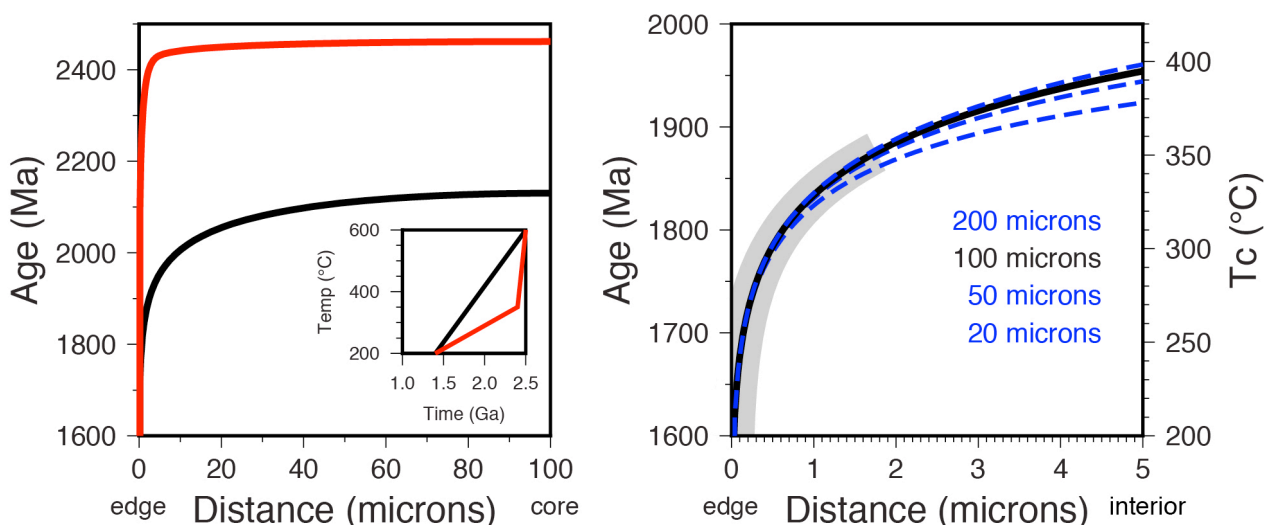 2400
2200
2000
1800
1600
Age (Ma)
0 20 40 60 80 100
edge Distance (microns) core
600
400
200
Temp (°C)
1.0 1.5 2.0 2.5
Time (Ga)
2000
1900
1800
1700
1600
Age (Ma)
200 microns
100 microns
50 microns
20 microns
400
350
300
250
200
Tc (°C)
0 1 2 3 4 5
edge Distance (microns) interior